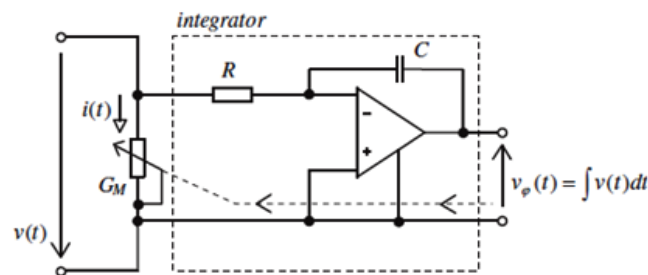 integrator
R
C
i(t)
-
+
G_M
v_φ(t) = ∫ v(t)dt
v(t)